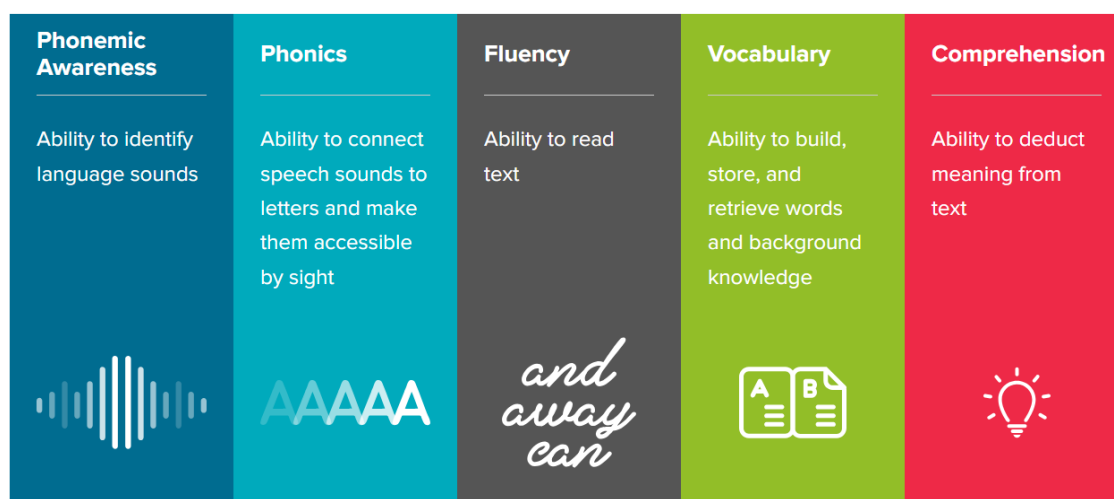 Phonemic
Awareness
Ability to identify
language sounds
Phonics
Ability to connect
speech sounds to
letters and make
them accessible
by sight
AAAAA
Fluency
Ability to read
text
and
away
can
Vocabulary
Ability to build,
store, and
retrieve words
and background
knowledge
A B
Comprehension
Ability to deduct
meaning from
text